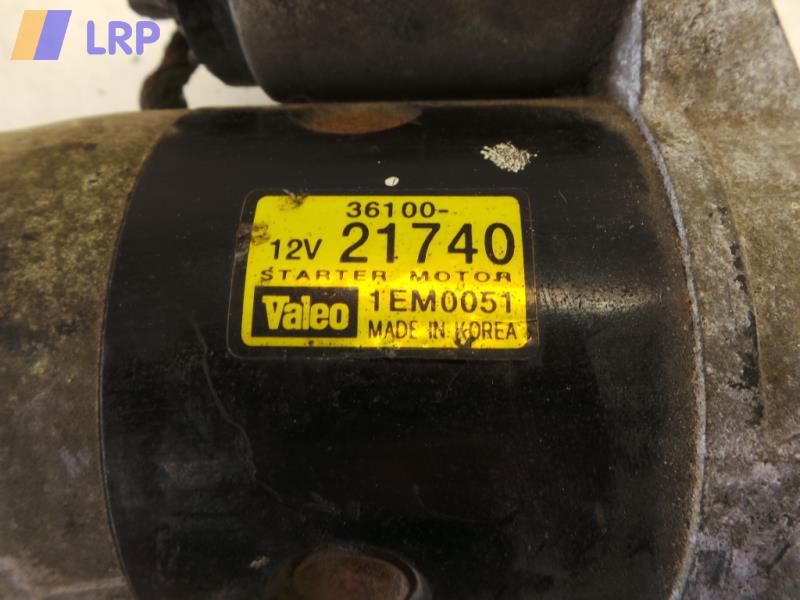 LRP
36100-
12V 21740
STARTER MOTOR
Valeo 1EM0051
MADE IN KOREA